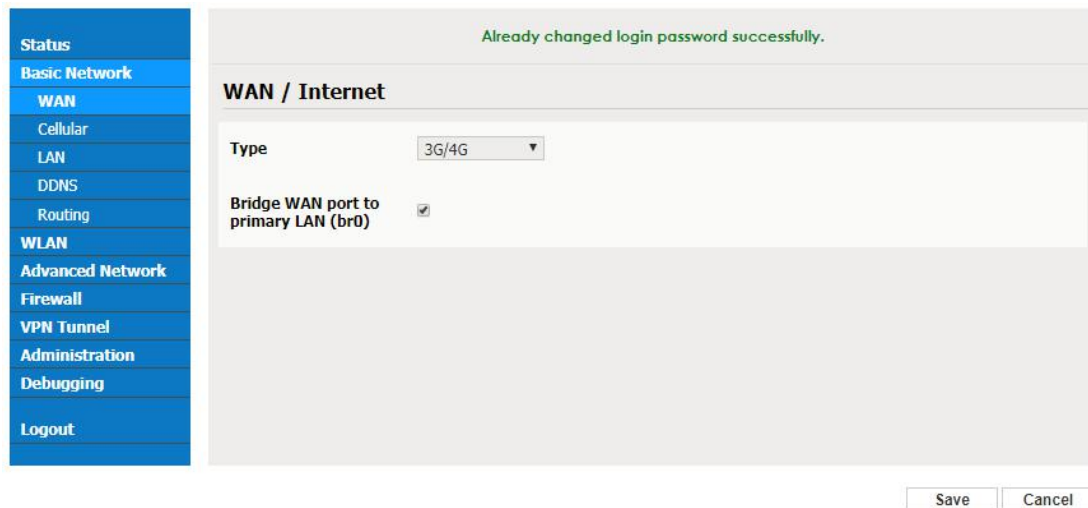 Status
Basic Network
WAN
Cellular
LAN
DDNS
Routing
WLAN
Advanced Network
Firewall
VPN Tunnel
Administration
Debugging
Logout
Already changed login password successfully.
WAN / Internet
Type 3G/4G
Bridge WAN port to
primary LAN (br0)
Save Cancel